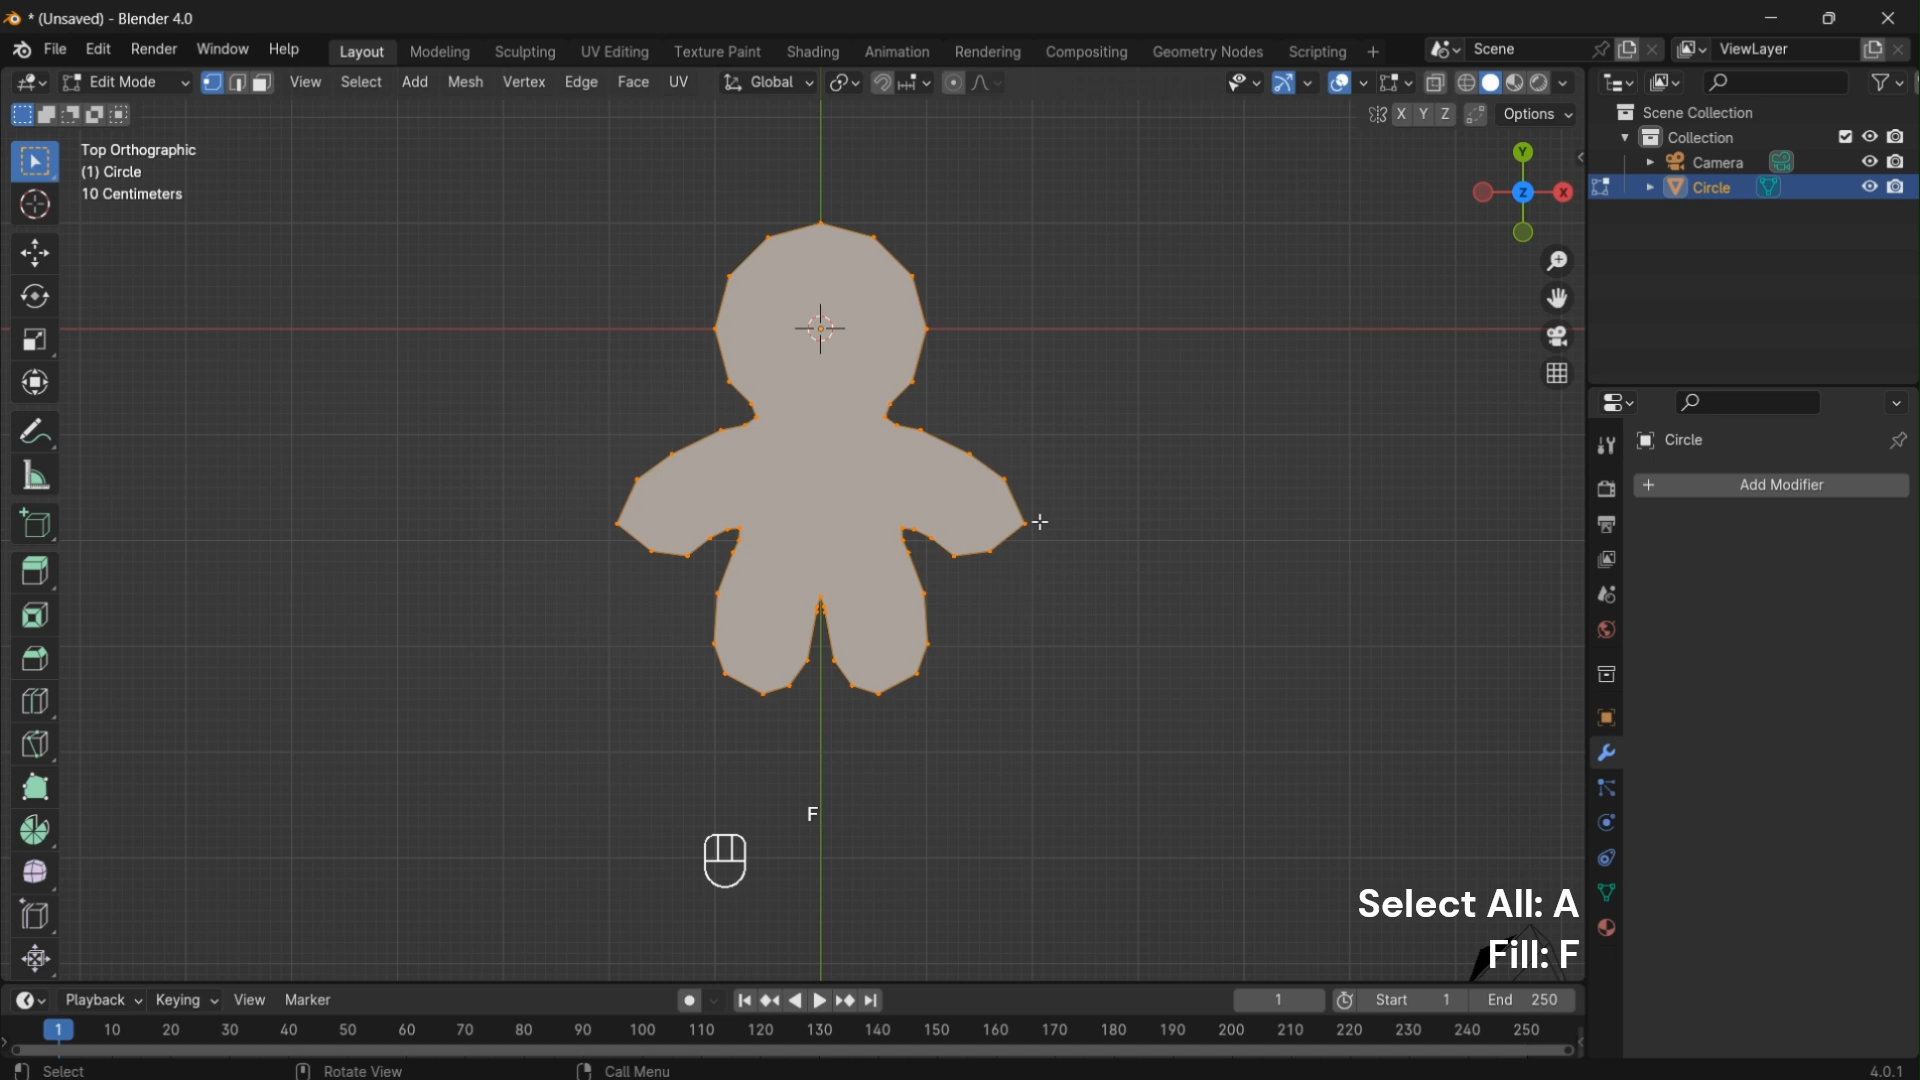 * (Unsaved) - Blender 4.0
File Edit Render Window Help Layout Modeling Sculpting UV Editing Texture Paint Shading Animation Rendering Compositing Geometry Nodes Scripting + Scene ViewLayer
Edit Mode View Select Add Mesh Vertex Edge Face UV Global
X Y Z Options
Top Orthographic
(1) Circle
10 Centimeters
Y
Z
X
Scene Collection
Collection
Camera
Circle
Circle
+ Add Modifier
F
Select All: A
Fill: F
Playback Keying View Marker 1 Start 1 End 250
1 10 20 30 40 50 60 70 80 90 100 110 120 130 140 150 160 170 180 190 200 210 220 230 240 250
Select Rotate View Call Menu 4.0.1